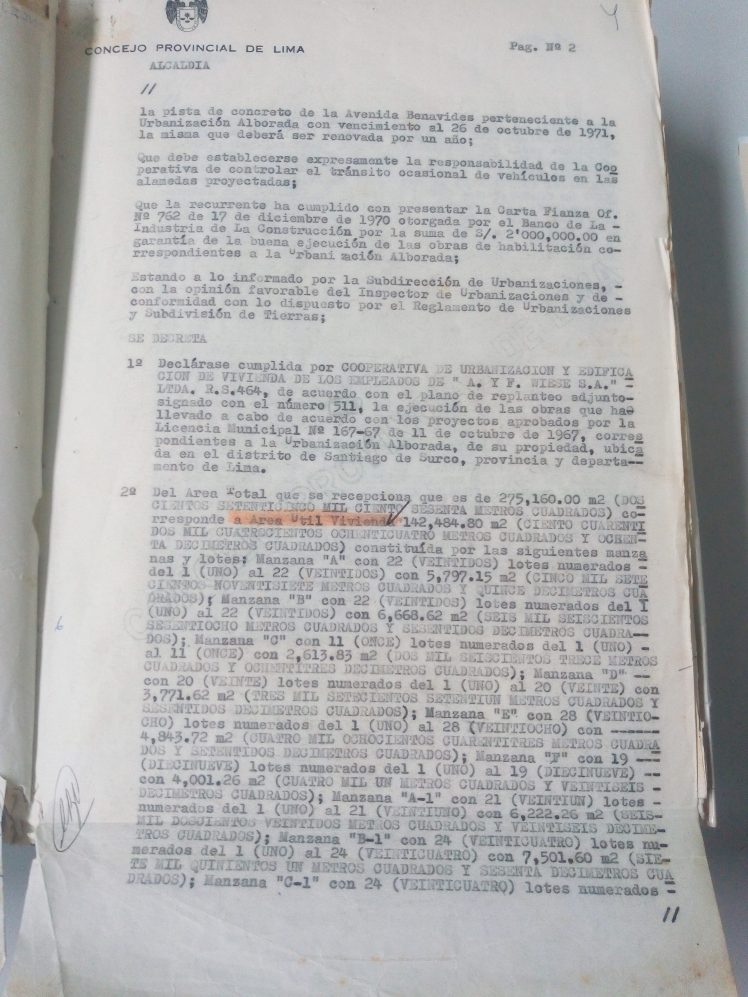 CONCEJO PROVINCIAL DE LIMA
Pag. Nº 2
ALCALDIA
//
la pista de concreto de la Avenida Benavides perteneciente a la
Urbanización Alborada con vencimiento al 26 de octubre de 1971,
la misma que deberá ser renovada por un año;
Que debe establecerse expresamente la responsabilidad de la Coo
perativa de controlar el tránsito ocasional de vehículos en las
alamedas proyectadas;
Que la recurrente ha cumplido con presentar la Carta Fianza Of.
Nº 762 de 17 de diciembre de 1970 otorgada por el Banco de La -
Industria de La Construcción por la suma de S/. 2'000,000.00 en
garantía de la buena ejecución de las obras de habilitación co-
rrespondientes a la Urbanización Alborada;
Estando a lo informado por la Subdirección de Urbanizaciones, -
con la opinión favorable del Inspector de Urbanizaciones y de -
conformidad con lo dispuesto por el Reglamento de Urbanizaciones
y Subdivisión de Tierras;
SE DECRETA
1º Declárase cumplida por COOPERATIVA DE URBANIZACION Y EDIFICA
CION DE VIVIENDA DE LOS EMPLEADOS DE " A. Y F. WIESE S.A." -
LTDA. R.S.464, de acuerdo con el plano de replanteo adjunto-
signado con el número 511, la ejecución de las obras que ha
llevado a cabo de acuerdo con los proyectos aprobados por la
Licencia Municipal Nº 167-67 de 11 de octubre de 1967, corres
pondientes a la Urbanización Alborada, de su propiedad, ubica
da en el distrito de Santiago de Surco, provincia y departa--
mento de Lima.
2º Del Area Total que se recepciona que es de 275,160.00 m2 (DOS
CIENTOS SETENTICINCO MIL CIENTO SESENTA METROS CUADRADOS) co-
rresponde a Area Util Vivienda 142,484.80 m2 (CIENTO CUARENTI
DOS MIL CUATROCIENTOS OCHENTICUATRO METROS CUADRADOS Y OCHEN-
TA DECIMETROS CUADRADOS) constituída por las siguientes manza
nas y lotes: Manzana "A" con 22 (VEINTIDOS) lotes numerados -
del 1 (UNO) al 22 (VEINTIDOS) con 5,797.15 m2 (CINCO MIL SETE
CIENTOS NOVENTISIETE METROS CUADRADOS Y QUINCE DECIMETROS CUA
DRADOS); Manzana "B" con 22 (VEINTIDOS) lotes numerados del 1
(UNO) al 22 (VEINTIDOS) con 6,668.62 m2 (SEIS MIL SEISCIENTOS
SESENTIOCHO METROS CUADRADOS Y SESENTIDOS DECIMETROS CUADRA--
DOS); Manzana "C" con 11 (ONCE) lotes numerados del 1 (UNO) -
al 11 (ONCE) con 2,613.83 m2 (DOS MIL SEISCIENTOS TRECE METROS
CUADRADOS Y OCHENTITRES DECIMETROS CUADRADOS); Manzana "D" --
con 20 (VEINTE) lotes numerados del 1 (UNO) al 20 (VEINTE) con
3,771.62 m2 (TRES MIL SETECIENTOS SETENTIUN METROS CUADRADOS Y
SESENTIDOS DECIMETROS CUADRADOS); Manzana "E" con 28 (VEINTIO-
CHO) lotes numerados del 1 (UNO) al 28 (VEINTIOCHO) con ------
4,843.72 m2 (CUATRO MIL OCHOCIENTOS CUARENTITRES METROS CUADRA
DOS Y SETENTIDOS DECIMETROS CUADRADOS); Manzana "F" con 19 ---
(DIECINUEVE) lotes numerados del 1 (UNO) al 19 (DIECINUEVE) --
con 4,001.26 m2 (CUATRO MIL UN METROS CUADRADOS Y VEINTISEIS -
DECIMETROS CUADRADOS); Manzana "A-1" con 21 (VEINTIUN) lotes -
numerados del 1 (UNO) al 21 (VEINTIUNO) con 6,222.26 m2 (SEIS-
MIL DOSCIENTOS VEINTIDOS METROS CUADRADOS Y VEINTISEIS DECIME-
TROS CUADRADOS); Manzana "B-1" con 24 (VEINTICUATRO) lotes nu-
merados del 1 (UNO) al 24 (VEINTICUATRO) con 7,501.60 m2 (SIE-
TE MIL QUINIENTOS UN METROS CUADRADOS Y SESENTA DECIMETROS CUA
DRADOS); Manzana "C-1" con 24 (VEINTICUATRO) lotes numerados -
//